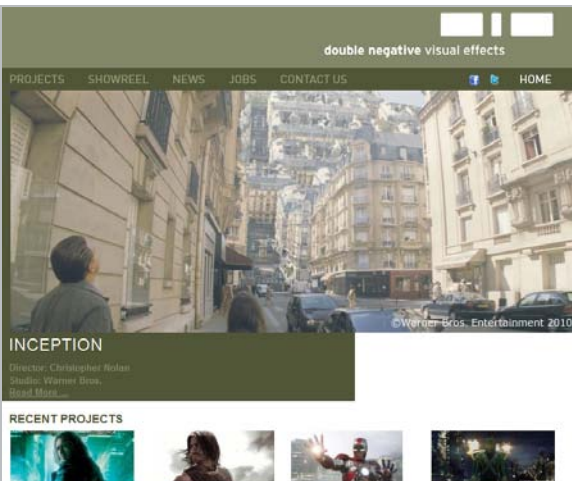 double negative visual effects
PROJECTS SHOWREEL NEWS JOBS CONTACT US HOME
©Warner Bros. Entertainment 2010
INCEPTION
Director: Christopher Nolan
Studio: Warner Bros.
Read More ...
RECENT PROJECTS